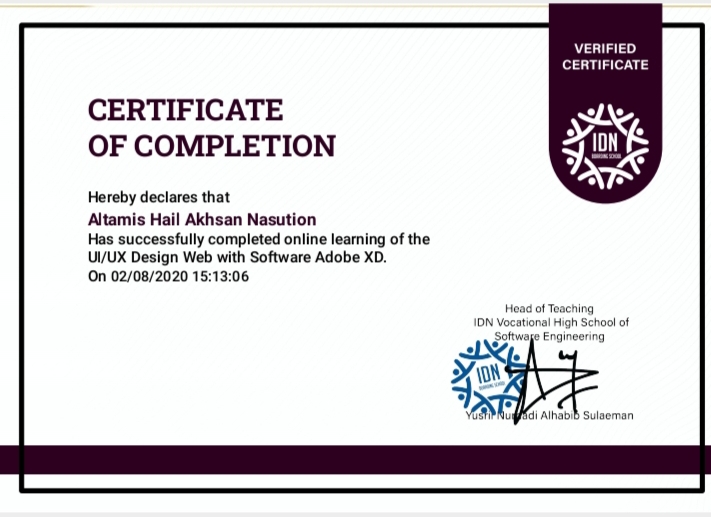 VERIFIED
CERTIFICATE
IDN
BOARDING SCHOOL
CERTIFICATE
OF COMPLETION
Hereby declares that
Altamis Hail Akhsan Nasution
Has successfully completed online learning of the
UI/UX Design Web with Software Adobe XD.
On 02/08/2020 15:13:06
Head of Teaching
IDN Vocational High School of
Software Engineering
IDN
BOARDING SCHOOL
Alhabib Sulaeman